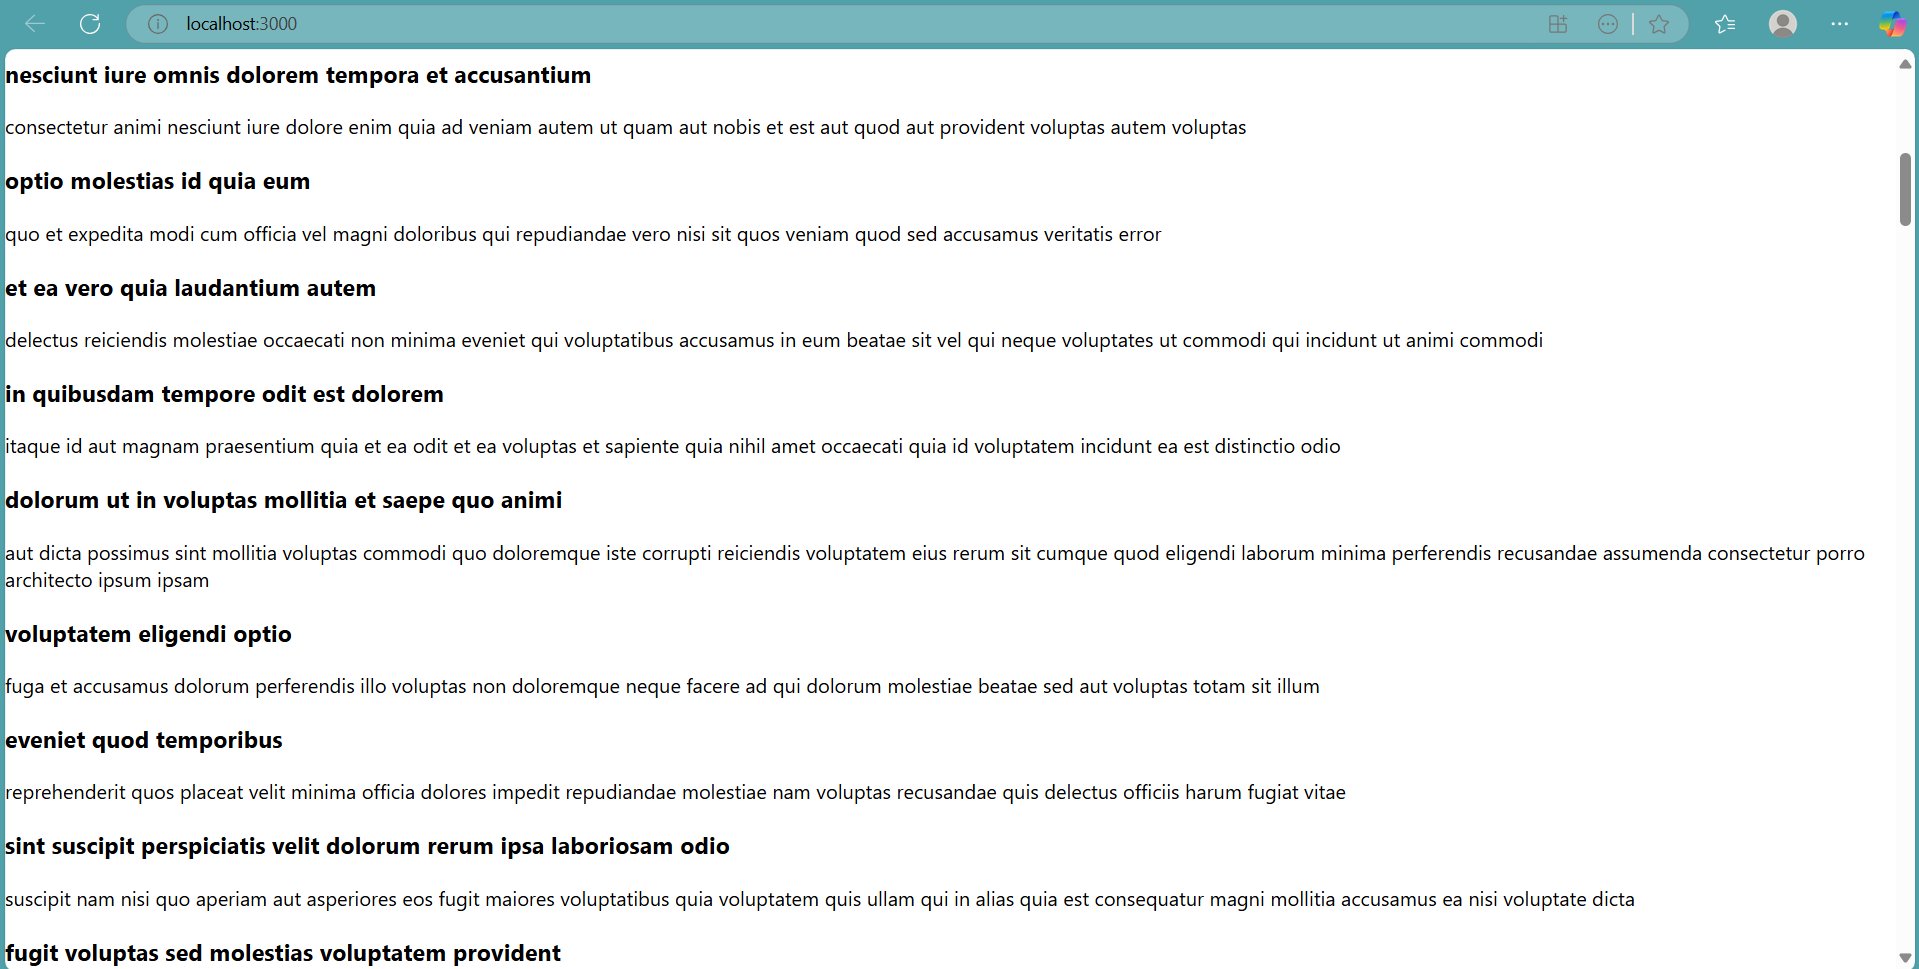 localhost:3000
nesciunt iure omnis dolorem tempora et accusantium
consectetur animi nesciunt iure dolore enim quia ad veniam autem ut quam aut nobis et est aut quod aut provident voluptas autem voluptas
optio molestias id quia eum
quo et expedita modi cum officia vel magni doloribus qui repudiandae vero nisi sit quos veniam quod sed accusamus veritatis error
et ea vero quia laudantium autem
delectus reiciendis molestiae occaecati non minima eveniet qui voluptatibus accusamus in eum beatae sit vel qui neque voluptates ut commodi qui incidunt ut animi commodi
in quibusdam tempore odit est dolorem
itaque id aut magnam praesentium quia et ea odit et ea voluptas et sapiente quia nihil amet occaecati quia id voluptatem incidunt ea est distinctio odio
dolorum ut in voluptas mollitia et saepe quo animi
aut dicta possimus sint mollitia voluptas commodi quo doloremque iste corrupti reiciendis voluptatem eius rerum sit cumque quod eligendi laborum minima perferendis recusandae assumenda consectetur porro
architecto ipsum ipsam
voluptatem eligendi optio
fuga et accusamus dolorum perferendis illo voluptas non doloremque neque facere ad qui dolorum molestiae beatae sed aut voluptas totam sit illum
eveniet quod temporibus
reprehenderit quos placeat velit minima officia dolores impedit repudiandae molestiae nam voluptas recusandae quis delectus officiis harum fugiat vitae
sint suscipit perspiciatis velit dolorum rerum ipsa laboriosam odio
suscipit nam nisi quo aperiam aut asperiores eos fugit maiores voluptatibus quia voluptatem quis ullam qui in alias quia est consequatur magni mollitia accusamus ea nisi voluptate dicta
fugit voluptas sed molestias voluptatem provident